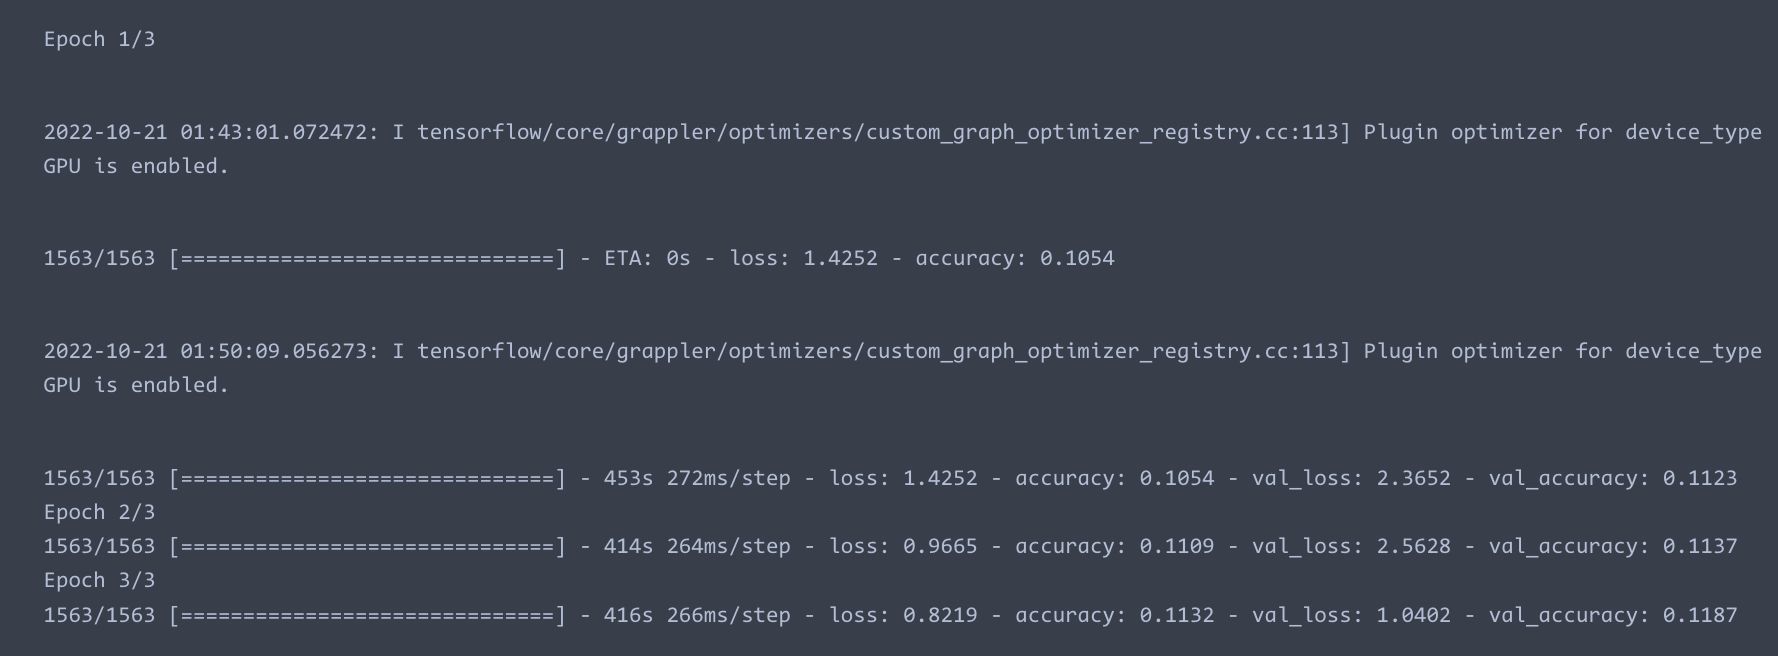 Epoch 1/3
2022-10-21 01:43:01.072472: I tensorflow/core/grappler/optimizers/custom_graph_optimizer_registry.cc:113] Plugin optimizer for device_type
GPU is enabled.
1563/1563 [==============================] - ETA: 0s - loss: 1.4252 - accuracy: 0.1054
2022-10-21 01:50:09.056273: I tensorflow/core/grappler/optimizers/custom_graph_optimizer_registry.cc:113] Plugin optimizer for device_type
GPU is enabled.
1563/1563 [==============================] - 453s 272ms/step - loss: 1.4252 - accuracy: 0.1054 - val_loss: 2.3652 - val_accuracy: 0.1123
Epoch 2/3
1563/1563 [==============================] - 414s 264ms/step - loss: 0.9665 - accuracy: 0.1109 - val_loss: 2.5628 - val_accuracy: 0.1137
Epoch 3/3
1563/1563 [==============================] - 416s 266ms/step - loss: 0.8219 - accuracy: 0.1132 - val_loss: 1.0402 - val_accuracy: 0.1187